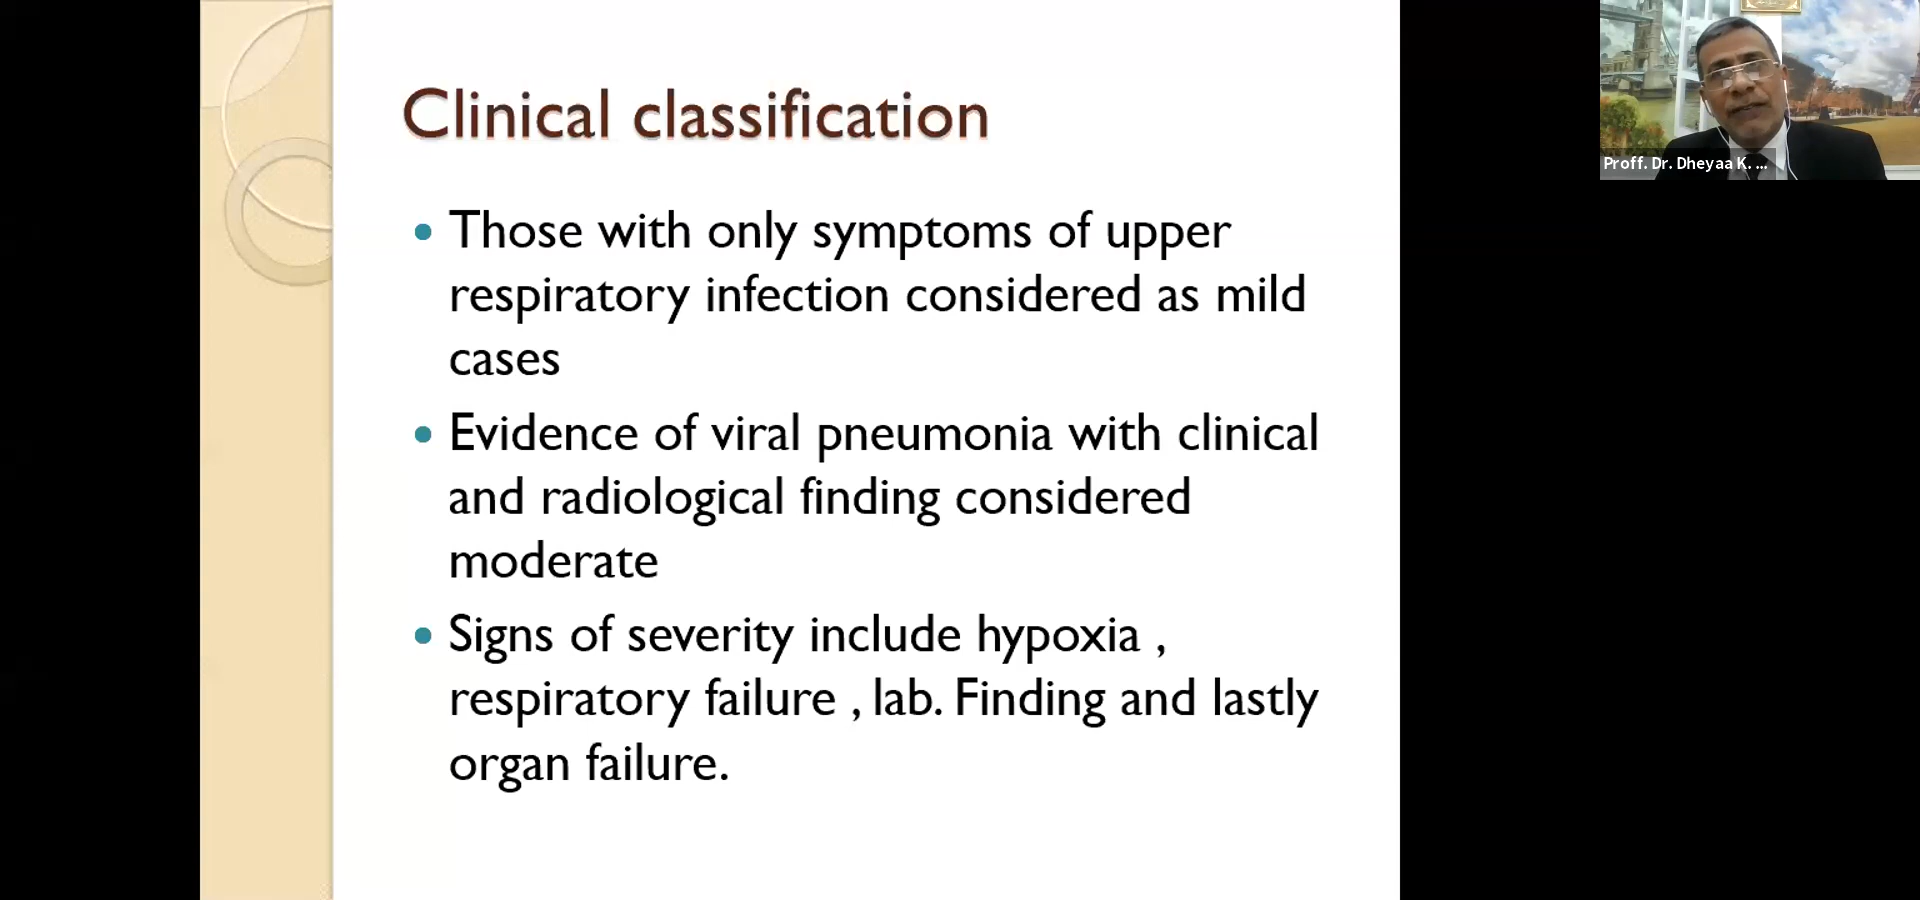 Clinical classification
Those with only symptoms of upper
respiratory infection considered as mild
cases
Evidence of viral pneumonia with clinical
and radiological finding considered
moderate
Signs of severity include hypoxia ,
respiratory failure , lab. Finding and lastly
organ failure.
Proff. Dr. Dheyaa K. ...